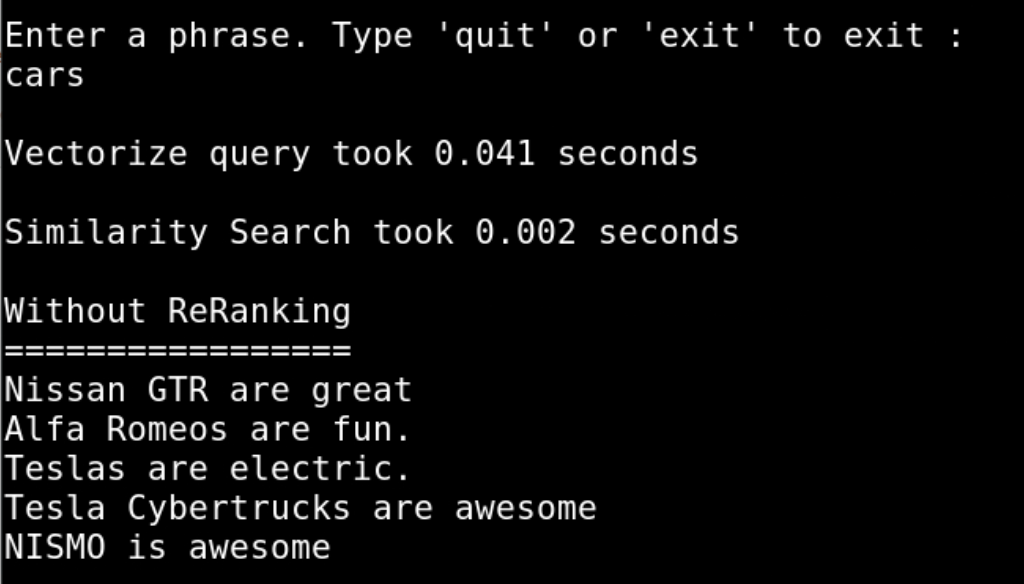 Enter a phrase. Type 'quit' or 'exit' to exit :
cars
Vectorize query took 0.041 seconds
Similarity Search took 0.002 seconds
Without ReRanking
=================
Nissan GTR are great
Alfa Romeos are fun.
Teslas are electric.
Tesla Cybertrucks are awesome
NISMO is awesome